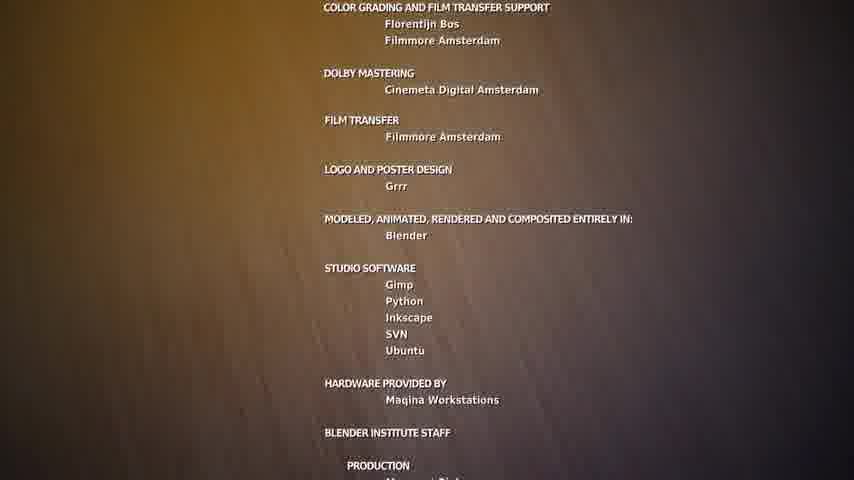 COLOR GRADING AND FILM TRANSFER SUPPORT
Florentijn Bos
Filmmore Amsterdam
DOLBY MASTERING
Cinemeta Digital Amsterdam
FILM TRANSFER
Filmmore Amsterdam
LOGO AND POSTER DESIGN
Grrr
MODELED, ANIMATED, RENDERED AND COMPOSITED ENTIRELY IN:
Blender
STUDIO SOFTWARE
Gimp
Python
Inkscape
SVN
Ubuntu
HARDWARE PROVIDED BY
Maqina Workstations
BLENDER INSTITUTE STAFF
PRODUCTION